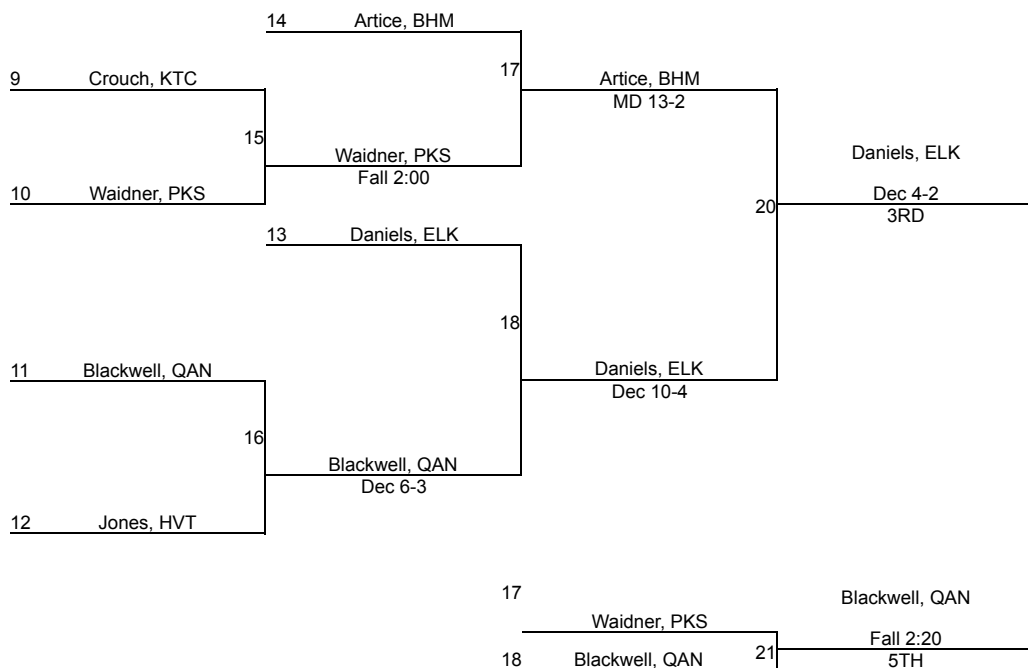 14 Artice, BHM
9 Crouch, KTC
17
Artice, BHM
MD 13-2
15
Waidner, PKS
Fall 2:00
10 Waidner, PKS
Daniels, ELK
Dec 4-2
3RD
20
13 Daniels, ELK
18
11 Blackwell, QAN
Daniels, ELK
Dec 10-4
16
Blackwell, QAN
Dec 6-3
12 Jones, HVT
17
Waidner, PKS
Blackwell, QAN
Fall 2:20
5TH
18 Blackwell, QAN
21